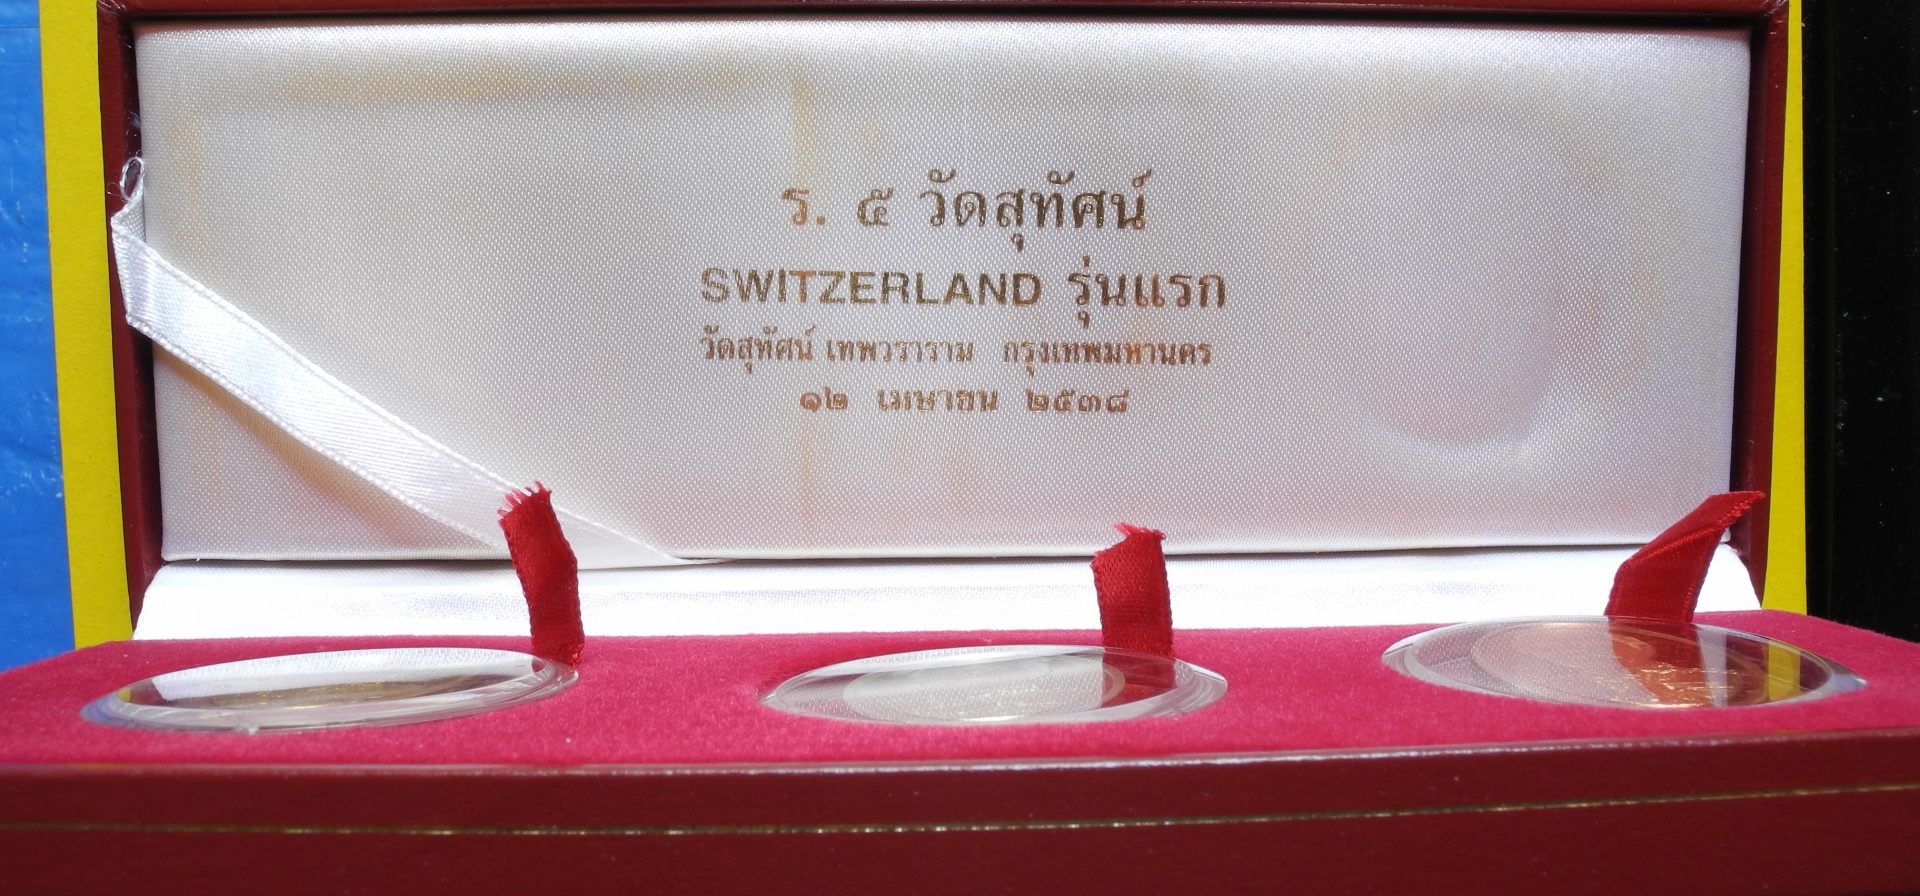 ร. ๕ วัดสุทัศน์
SWITZERLAND รุ่นแรก
วัดสุทัศน์ เทพวราราม กรุงเทพมหานคร
๑๒ เมษายน ๒๕๓๘